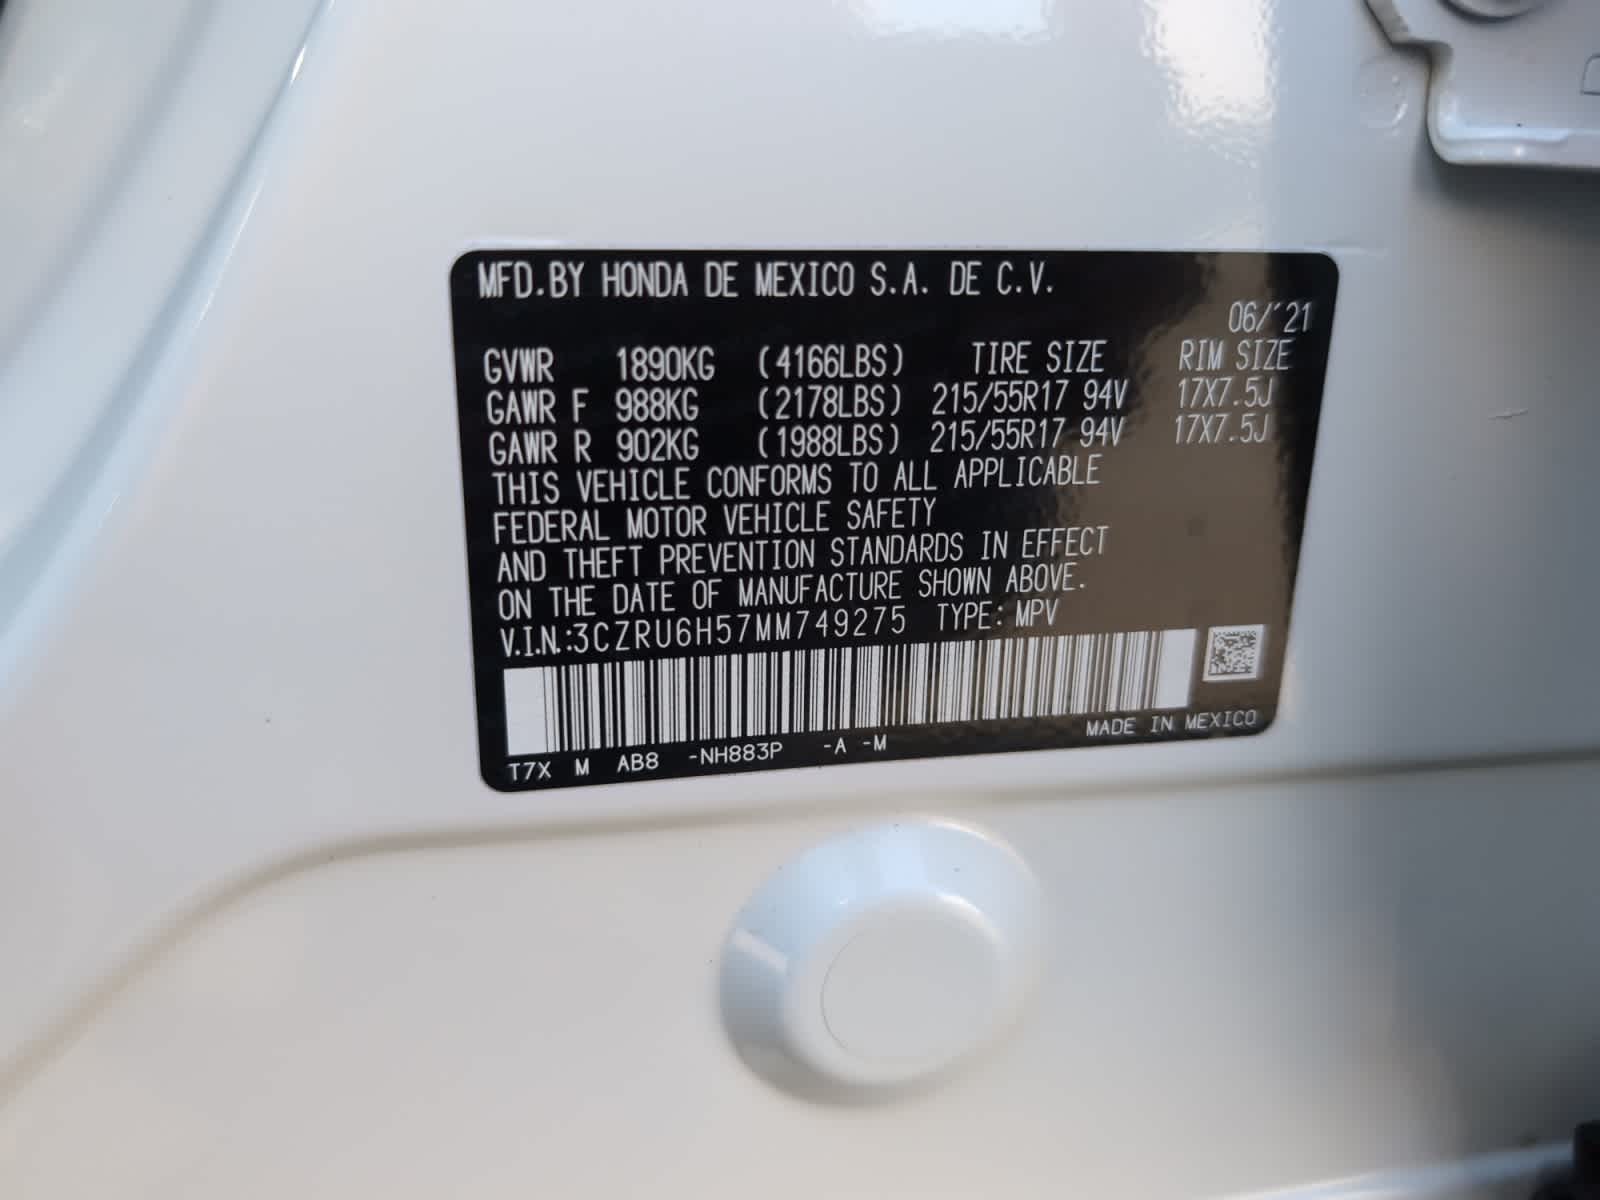 MFD.BY HONDA DE MEXICO S.A. DE C.V.
06/'21
GVWR 1890KG (4166LBS) TIRE SIZE RIM SIZE
GAWR F 988KG (2178LBS) 215/55R17 94V 17X7.5J
GAWR R 902KG (1988LBS) 215/55R17 94V 17X7.5J
THIS VEHICLE CONFORMS TO ALL APPLICABLE
FEDERAL MOTOR VEHICLE SAFETY
AND THEFT PREVENTION STANDARDS IN EFFECT
ON THE DATE OF MANUFACTURE SHOWN ABOVE.
V.I.N.:3CZRU6H57MM749275 TYPE: MPV
T7X M AB8 -NH883P -A -M MADE IN MEXICO